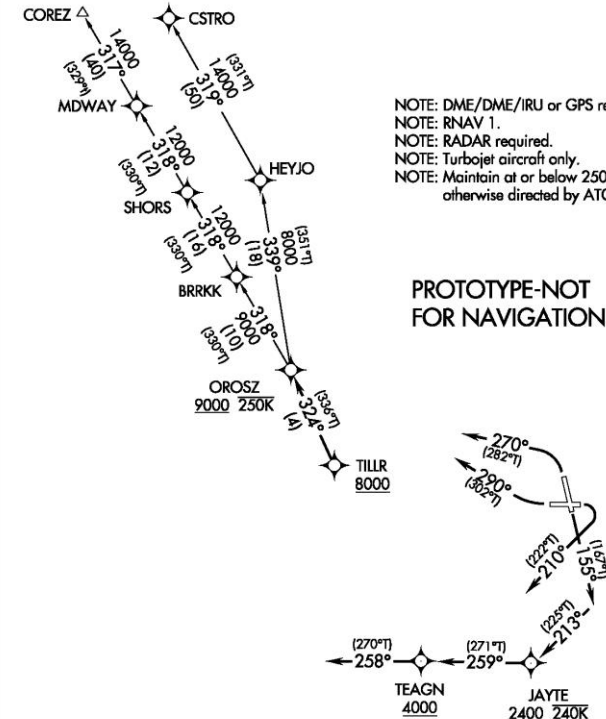 COREZ
CSTRO
14000
317°
(40)
(329°T)
(331°T)
14000
319°
(50)
MDWAY
NOTE: DME/DME/IRU or GPS re
NOTE: RNAV 1.
NOTE: RADAR required.
NOTE: Turbojet aircraft only.
NOTE: Maintain at or below 250
otherwise directed by ATC
12000
318°
(12)
(330°T)
HEYJO
SHORS
12000
318°
(16)
(330°T)
(351°T)
8000
339°
(18)
BRRKK
PROTOTYPE-NOT
FOR NAVIGATION
318°
9000
(10)
(330°T)
OROSZ
9000 250K
(336°T)
324°
(4)
TILLR
8000
270°
(282°T)
290°
(302°T)
(222°T)
210°
(167°T)
155°
(225°T)
213°
(270°T)
258°
(271°T)
259°
TEAGN
4000
JAYTE
2400 240K